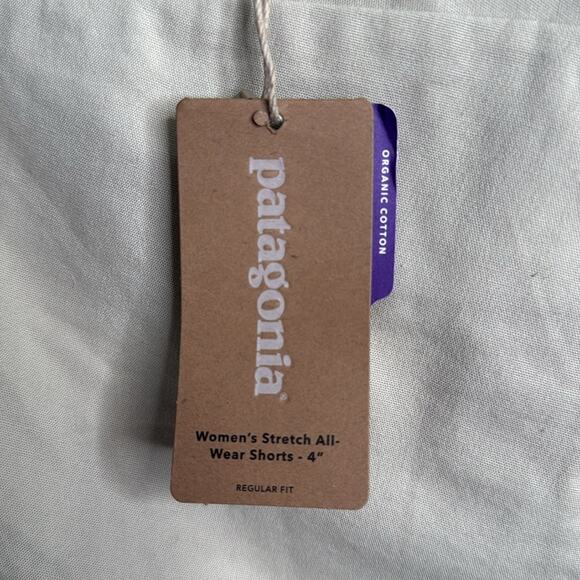 patagonia®
ORGANIC COTTON
Women's Stretch All-
Wear Shorts - 4"
REGULAR FIT